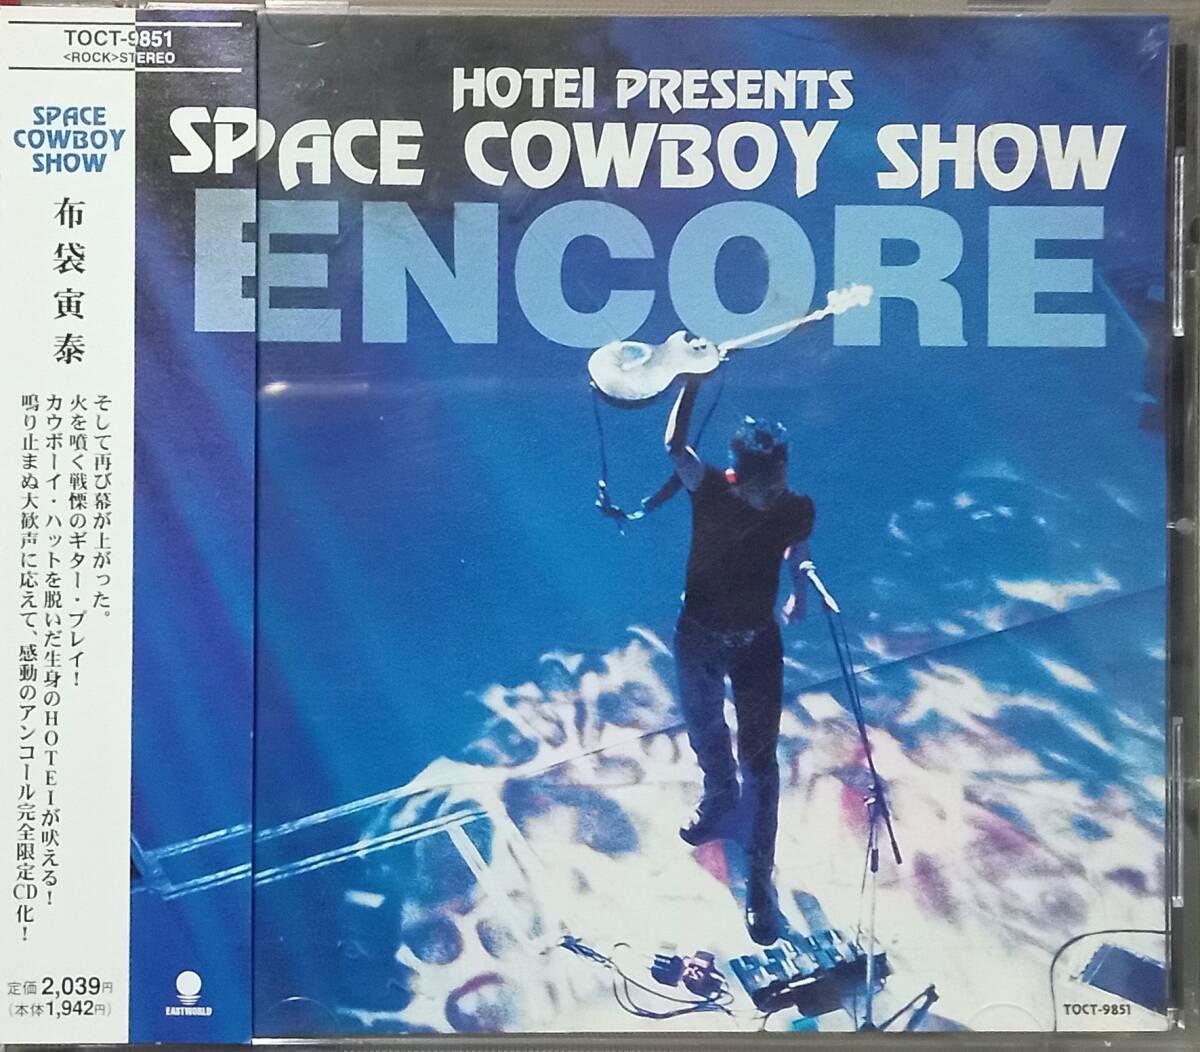 TOCT-9851
<ROCK>STEREO
SPACE
COWBOY
SHOW
布袋寅泰
そして再び幕が上がった。
火を噴く戦慄のギター・プレイ！
カウボーイ・ハットを脱いだ生身のHOTEIが吠える！
鳴り止まぬ大歓声に応えて、感動のアンコール完全限定CD化！
定価2,039円
(本体1,942円)
EASTWORLD
HOTEI PRESENTS
SPACE COWBOY SHOW
ENCORE
TOCT-9851